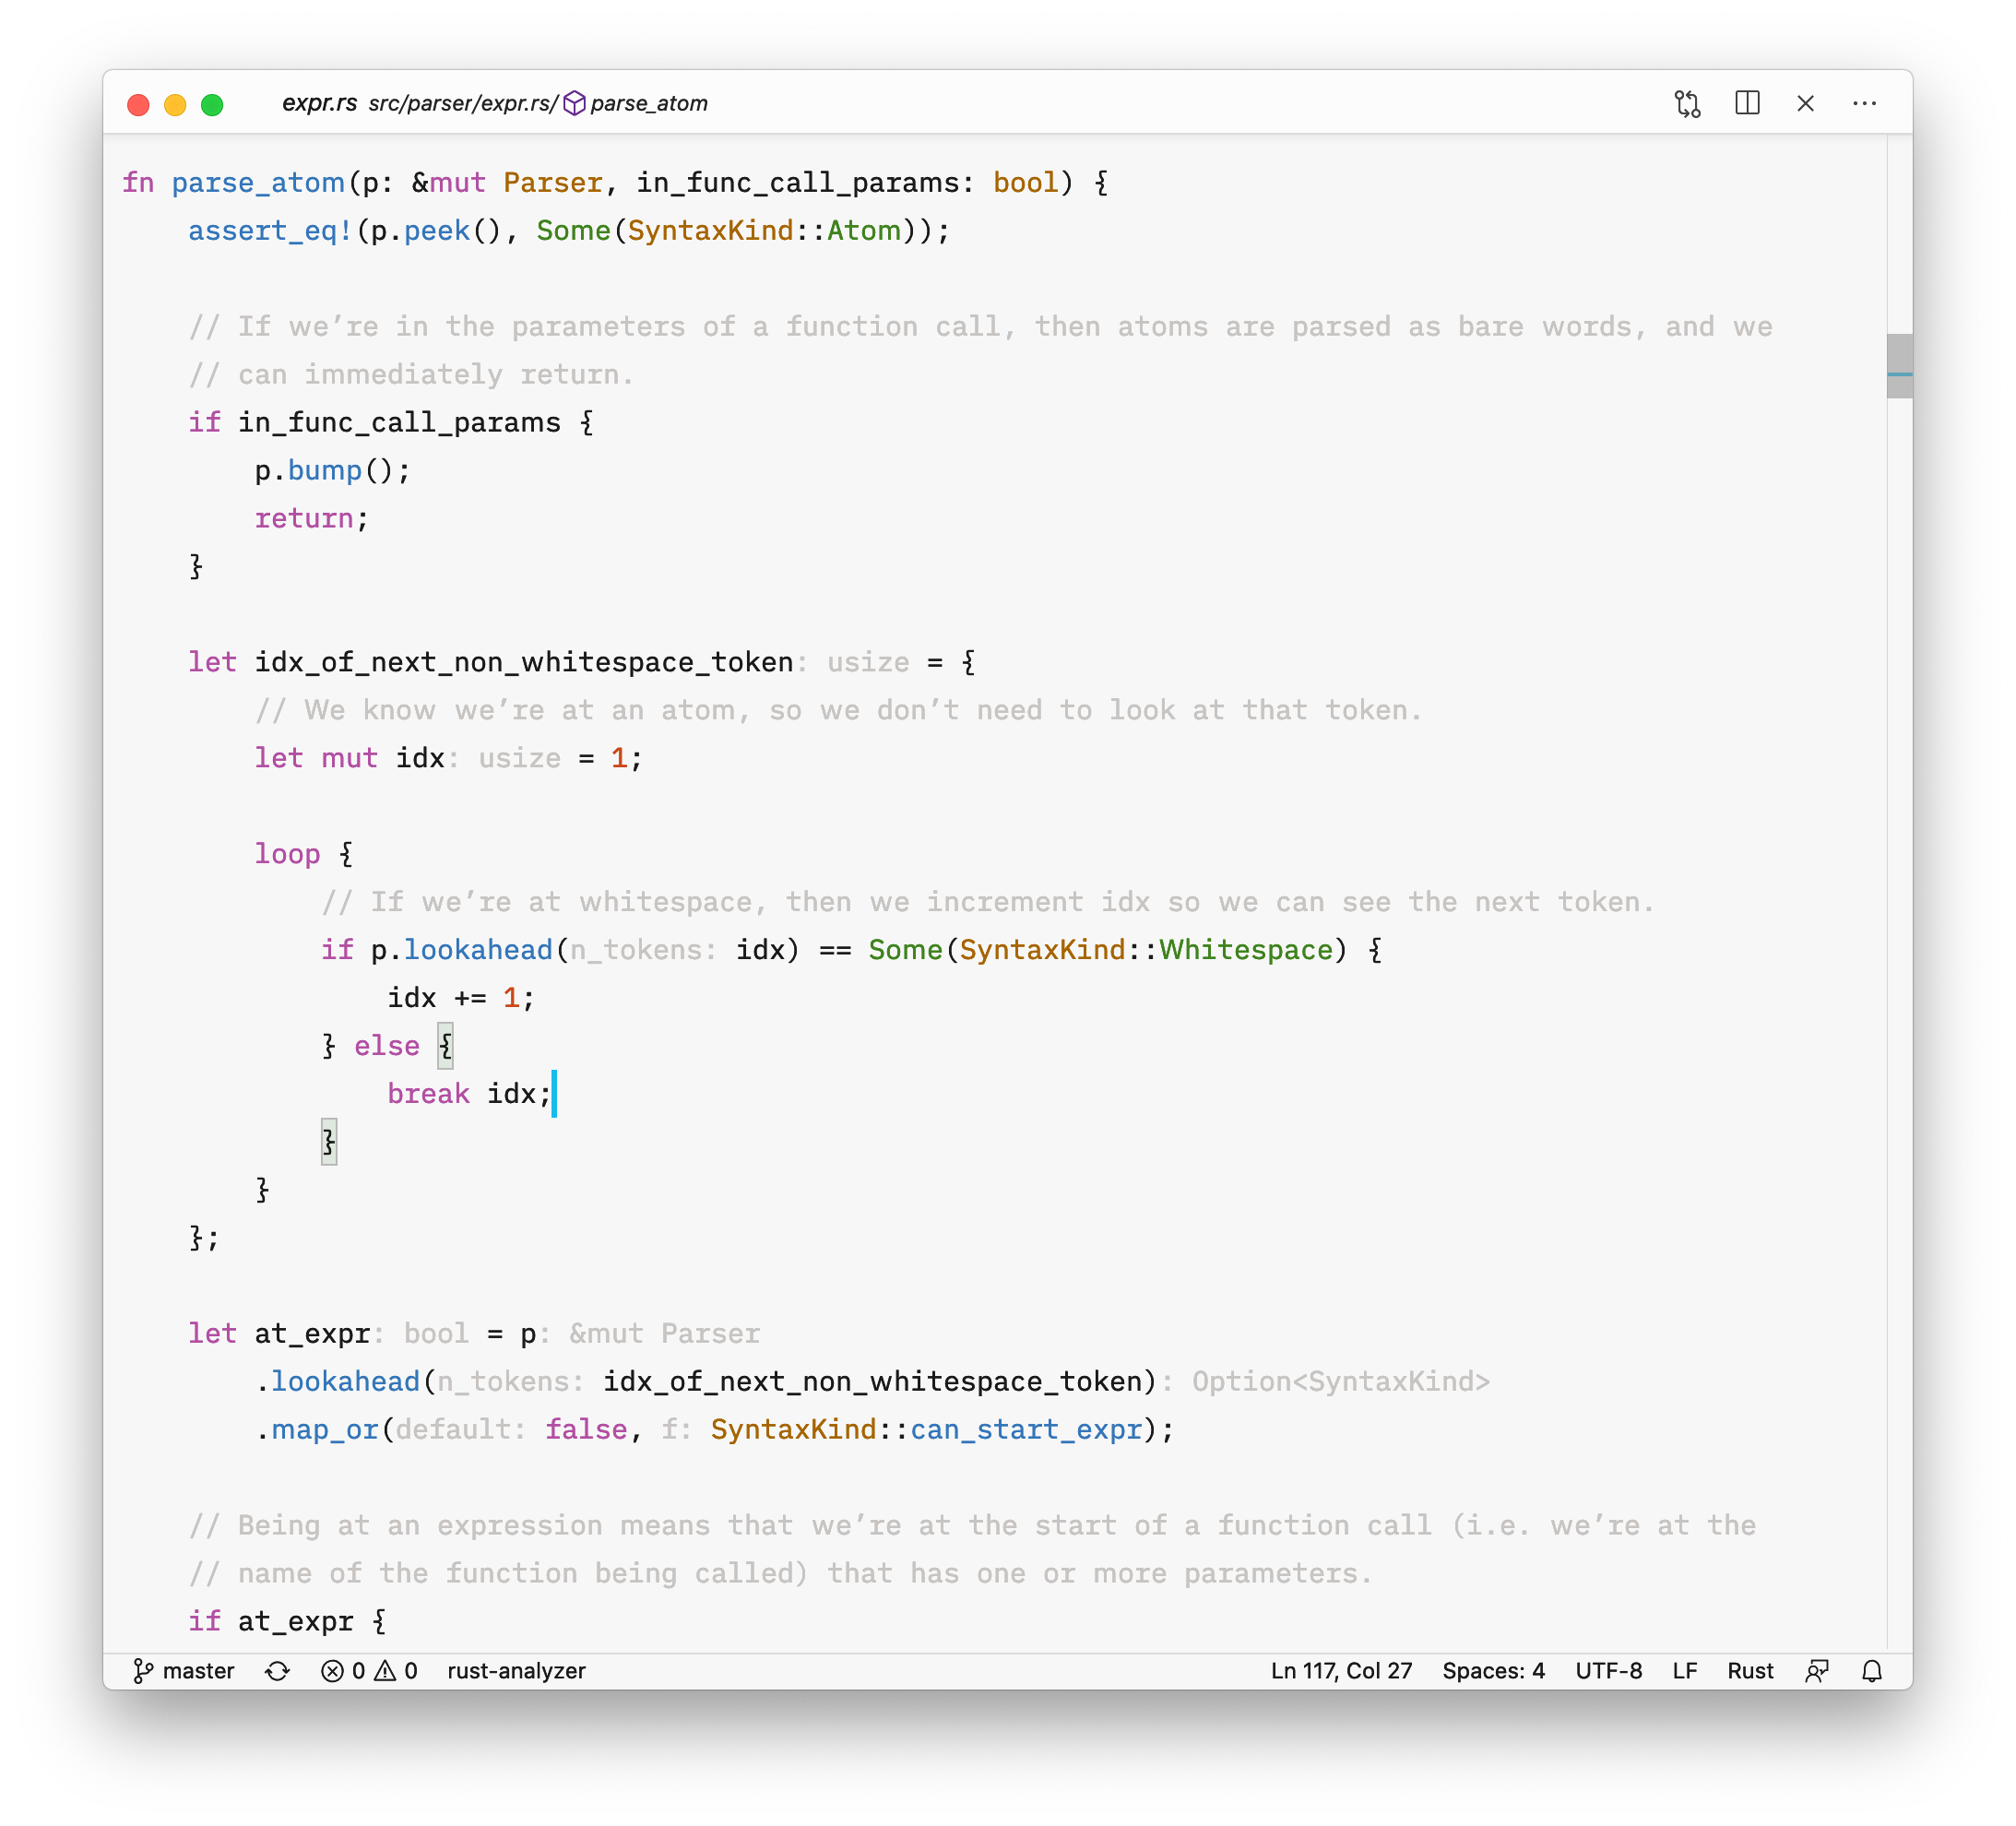 expr.rs src/parser/expr.rs/ parse_atom
fn parse_atom(p: &mut Parser, in_func_call_params: bool) {
    assert_eq!(p.peek(), Some(SyntaxKind::Atom));

    // If we’re in the parameters of a function call, then atoms are parsed as bare words, and we
    // can immediately return.
    if in_func_call_params {
        p.bump();
        return;
    }

    let idx_of_next_non_whitespace_token: usize = {
        // We know we’re at an atom, so we don’t need to look at that token.
        let mut idx: usize = 1;

        loop {
            // If we’re at whitespace, then we increment idx so we can see the next token.
            if p.lookahead(n_tokens: idx) == Some(SyntaxKind::Whitespace) {
                idx += 1;
            } else {
                break idx;
            }
        }
    };

    let at_expr: bool = p: &mut Parser
        .lookahead(n_tokens: idx_of_next_non_whitespace_token): Option<SyntaxKind>
        .map_or(default: false, f: SyntaxKind::can_start_expr);

    // Being at an expression means that we’re at the start of a function call (i.e. we’re at the
    // name of the function being called) that has one or more parameters.
    if at_expr {
master 0 0 rust-analyzer Ln 117, Col 27 Spaces: 4 UTF-8 LF Rust